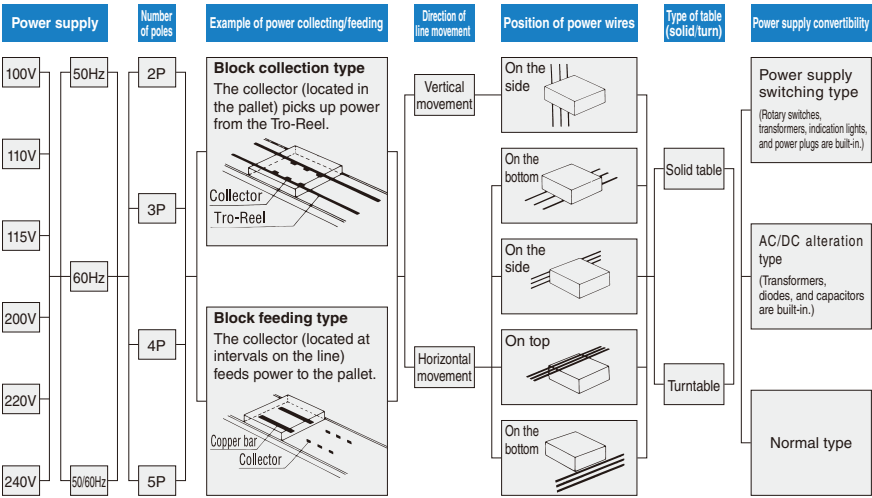 Power supply
Number
of poles
Example of power collecting/feeding
Direction of
line movement
Position of power wires
Type of table
(solid/turn)
Power supply convertibility
100V
110V
115V
200V
220V
240V
50Hz
60Hz
50/60Hz
2P
3P
4P
5P
Block collection type
The collector (located in
the pallet) picks up power
from the Tro-Reel.
Collector
Tro-Reel
Block feeding type
The collector (located at
intervals on the line)
feeds power to the pallet.
Copper bar
Collector
Vertical
movement
Horizontal
movement
On the
side
On the
bottom
On the
side
On top
On the
bottom
Solid table
Turntable
Power supply
switching type
(Rotary switches,
transformers, indication lights,
and power plugs are built-in.)
AC/DC alteration
type
(Transformers,
diodes, and capacitors
are built-in.)
Normal type